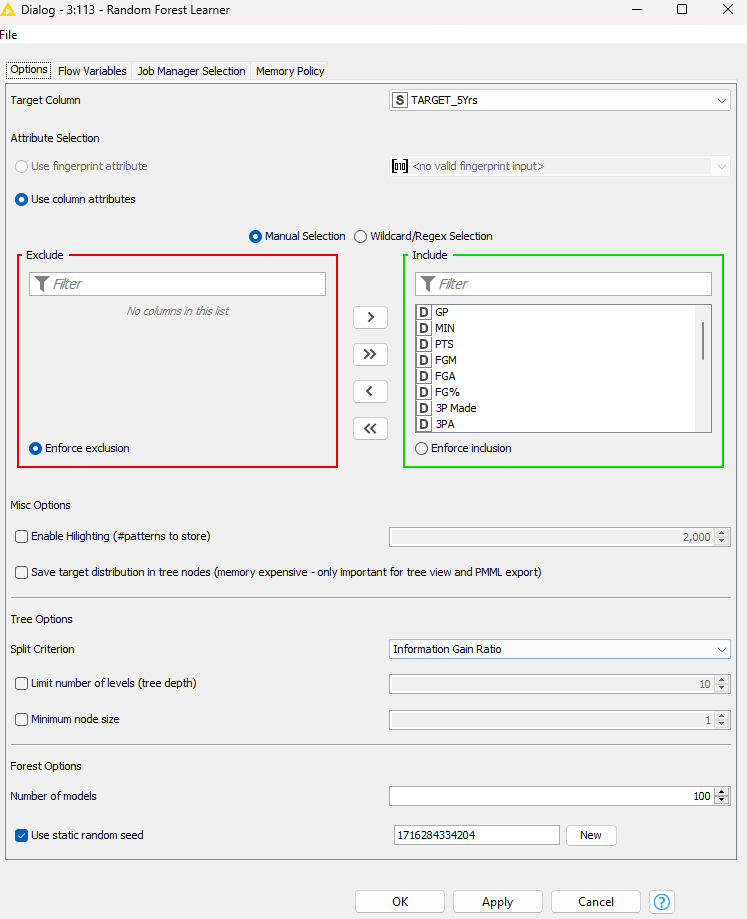 Dialog - 3:113 - Random Forest Learner
File
Options Flow Variables Job Manager Selection Memory Policy
Target Column S TARGET_5Yrs
Attribute Selection
Use fingerprint attribute <no valid fingerprint input>
Use column attributes
Manual Selection Wildcard/Regex Selection
Exclude Include
Filter Filter
No columns in this list
D GP
D MIN
D PTS
D FGM
D FGA
D FG%
D 3P Made
D 3PA
> >> < <<
Enforce exclusion Enforce inclusion
Misc Options
Enable Hilighting (#patterns to store) 2,000
Save target distribution in tree nodes (memory expensive - only important for tree view and PMML export)
Tree Options
Split Criterion Information Gain Ratio
Limit number of levels (tree depth) 10
Minimum node size 1
Forest Options
Number of models 100
Use static random seed 1716284334204 New
OK Apply Cancel ?